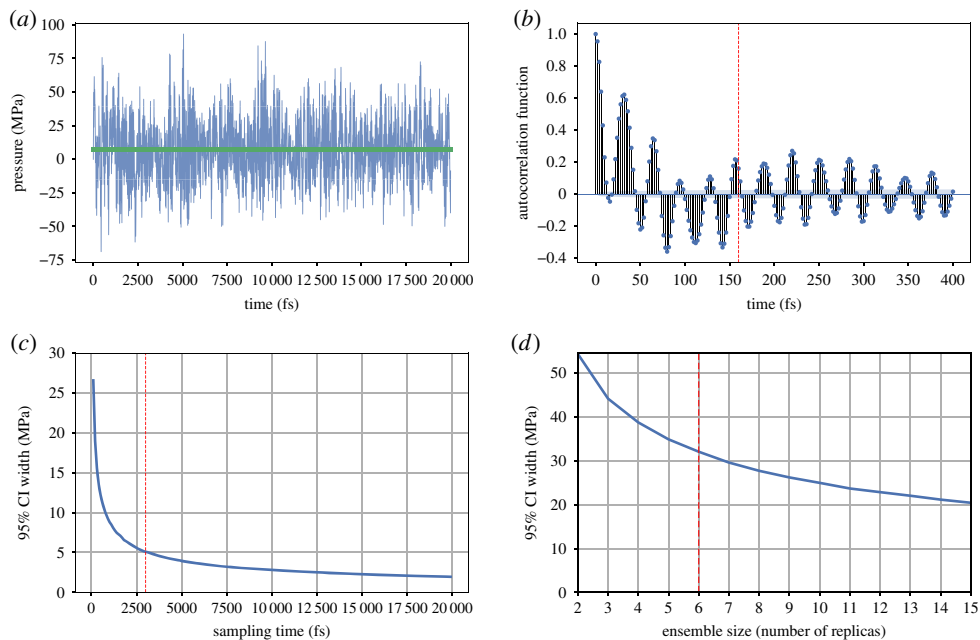 (a)
100
75
50
25
0
−25
−50
−75
pressure (MPa)
0 2500 5000 7500 10 000 12 500 15 000 17 500 20 000
time (fs)
(b)
1.0
0.8
0.6
0.4
0.2
0
−0.2
−0.4
autocorrelation function
0 50 100 150 200 250 300 350 400
time (fs)
(c)
30
25
20
15
10
5
0
95% CI width (MPa)
0 2500 5000 7500 10 000 12 500 15 000 17 500 20 000
sampling time (fs)
(d)
50
40
30
20
10
0
95% CI width (MPa)
2 3 4 5 6 7 8 9 10 11 12 13 14 15
ensemble size (number of replicas)